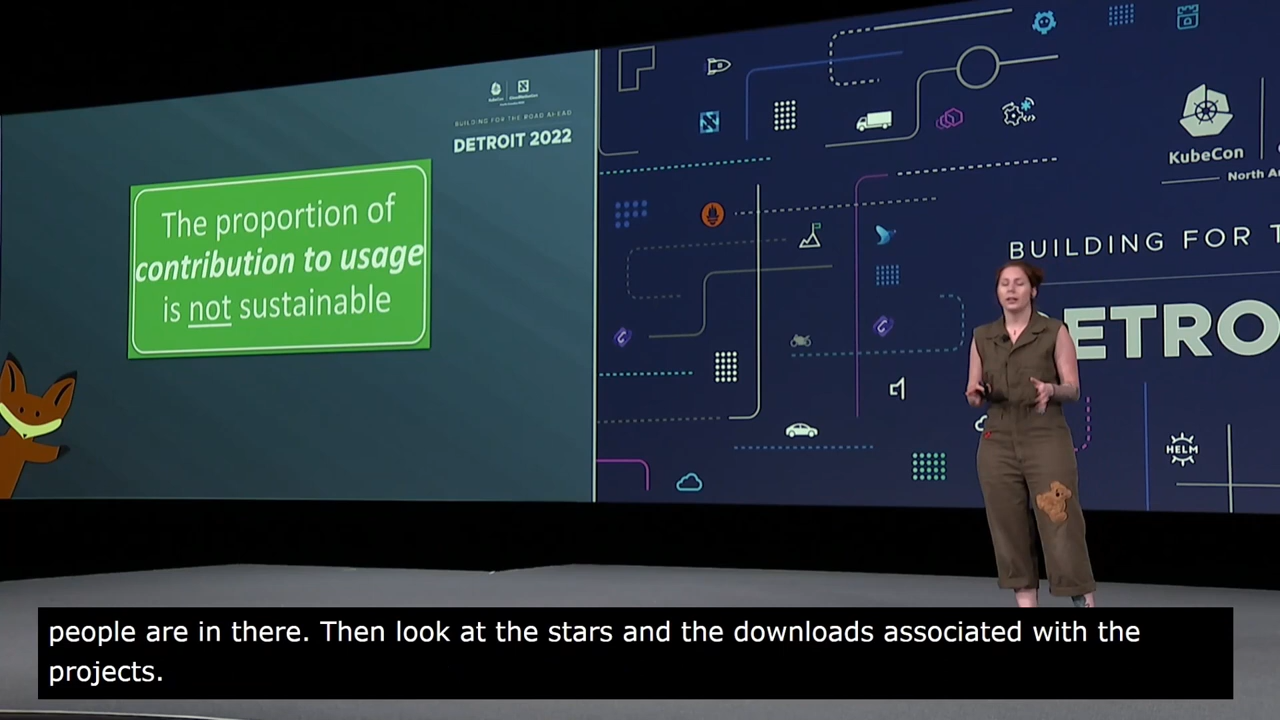 KubeCon
BUILDING FOR THE ROAD AHEAD
DETROIT 2022
The proportion of
contribution to usage
is not sustainable
KubeCon
North A
BUILDING FOR T
ETRO
HELM
people are in there. Then look at the stars and the downloads associated with the
projects.